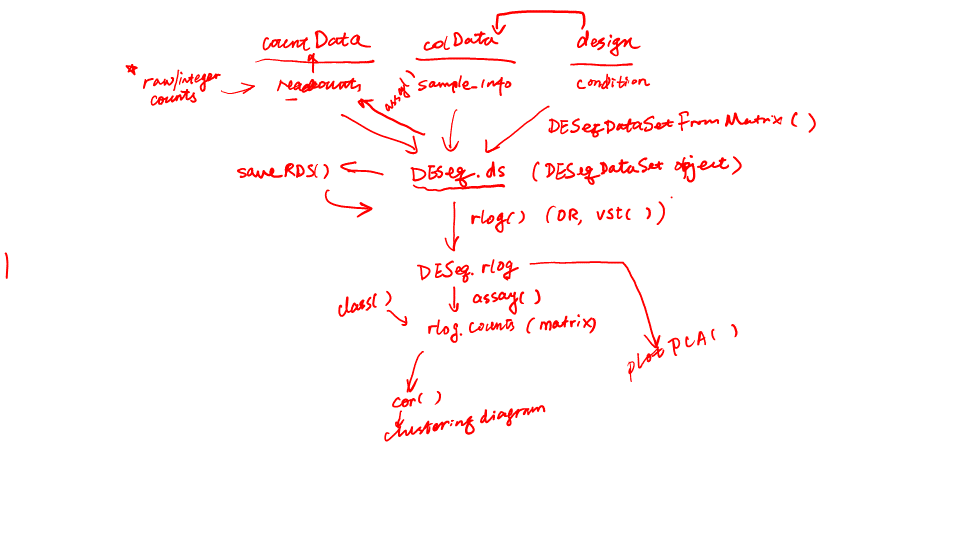 countData colData design
* raw/integer counts
readcounts
assay()
sample_info
condition
DESeqDataSetFromMatrix()
saveRDS()
DESeq.ds (DESeqDataSet object)
rlog() (OR, vst())
DESeq.rlog
assay()
class()
rlog.counts (matrix)
plotPCA()
cor()
clustering diagram